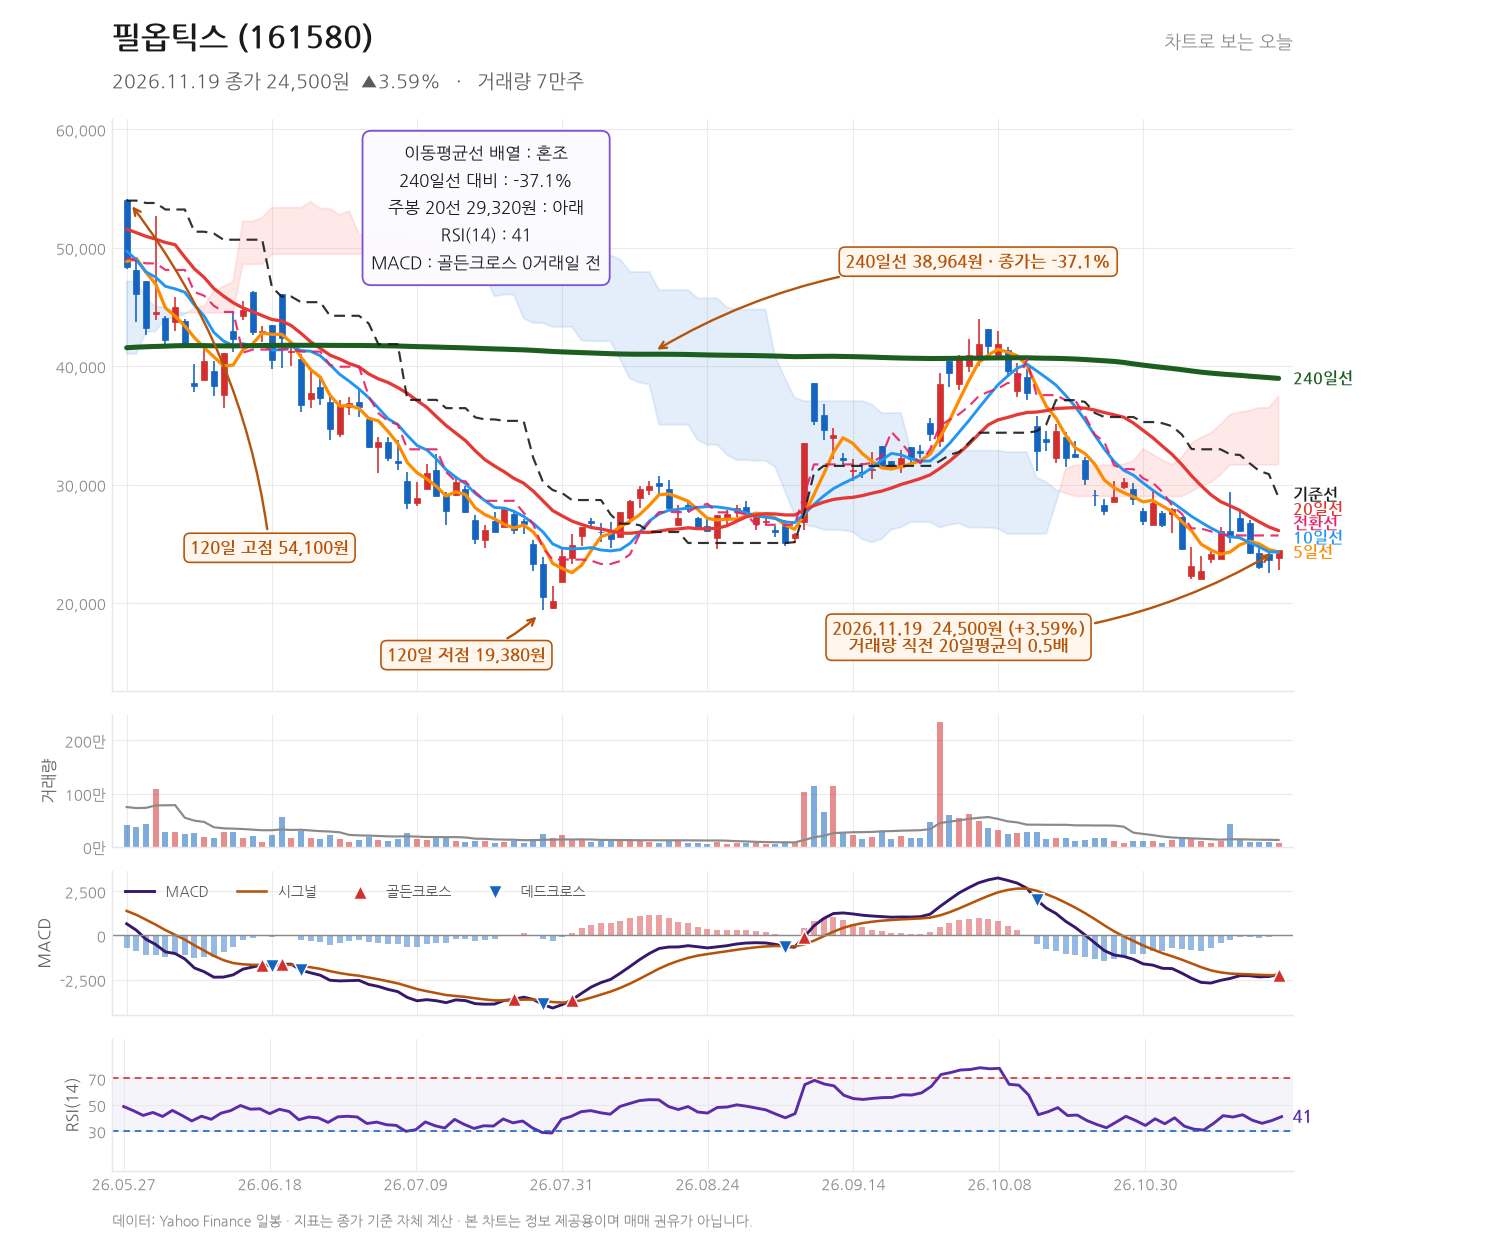 필옵틱스 (161580)
차트로 보는 오늘
2026.11.19 종가 24,500원 ▲3.59% · 거래량 7만주
60,000
50,000
40,000
30,000
20,000
이동평균선 배열 : 혼조
240일선 대비 : -37.1%
주봉 20선 29,320원 : 아래
RSI(14) : 41
MACD : 골든크로스 0거래일 전
240일선 38,964원 · 종가는 -37.1%
240일선
기준선
20일선
전환선
10일선
5일선
120일 고점 54,100원
120일 저점 19,380원
2026.11.19 24,500원 (+3.59%)
거래량 직전 20일평균의 0.5배
거래량
200만
100만
0만
MACD
2,500
0
-2,500
MACD
시그널
골든크로스
데드크로스
RSI(14)
70
50
30
41
26.05.27
26.06.18
26.07.09
26.07.31
26.08.24
26.09.14
26.10.08
26.10.30
데이터: Yahoo Finance 일봉 · 지표는 종가 기준 자체 계산 · 본 차트는 정보 제공용이며 매매 권유가 아닙니다.